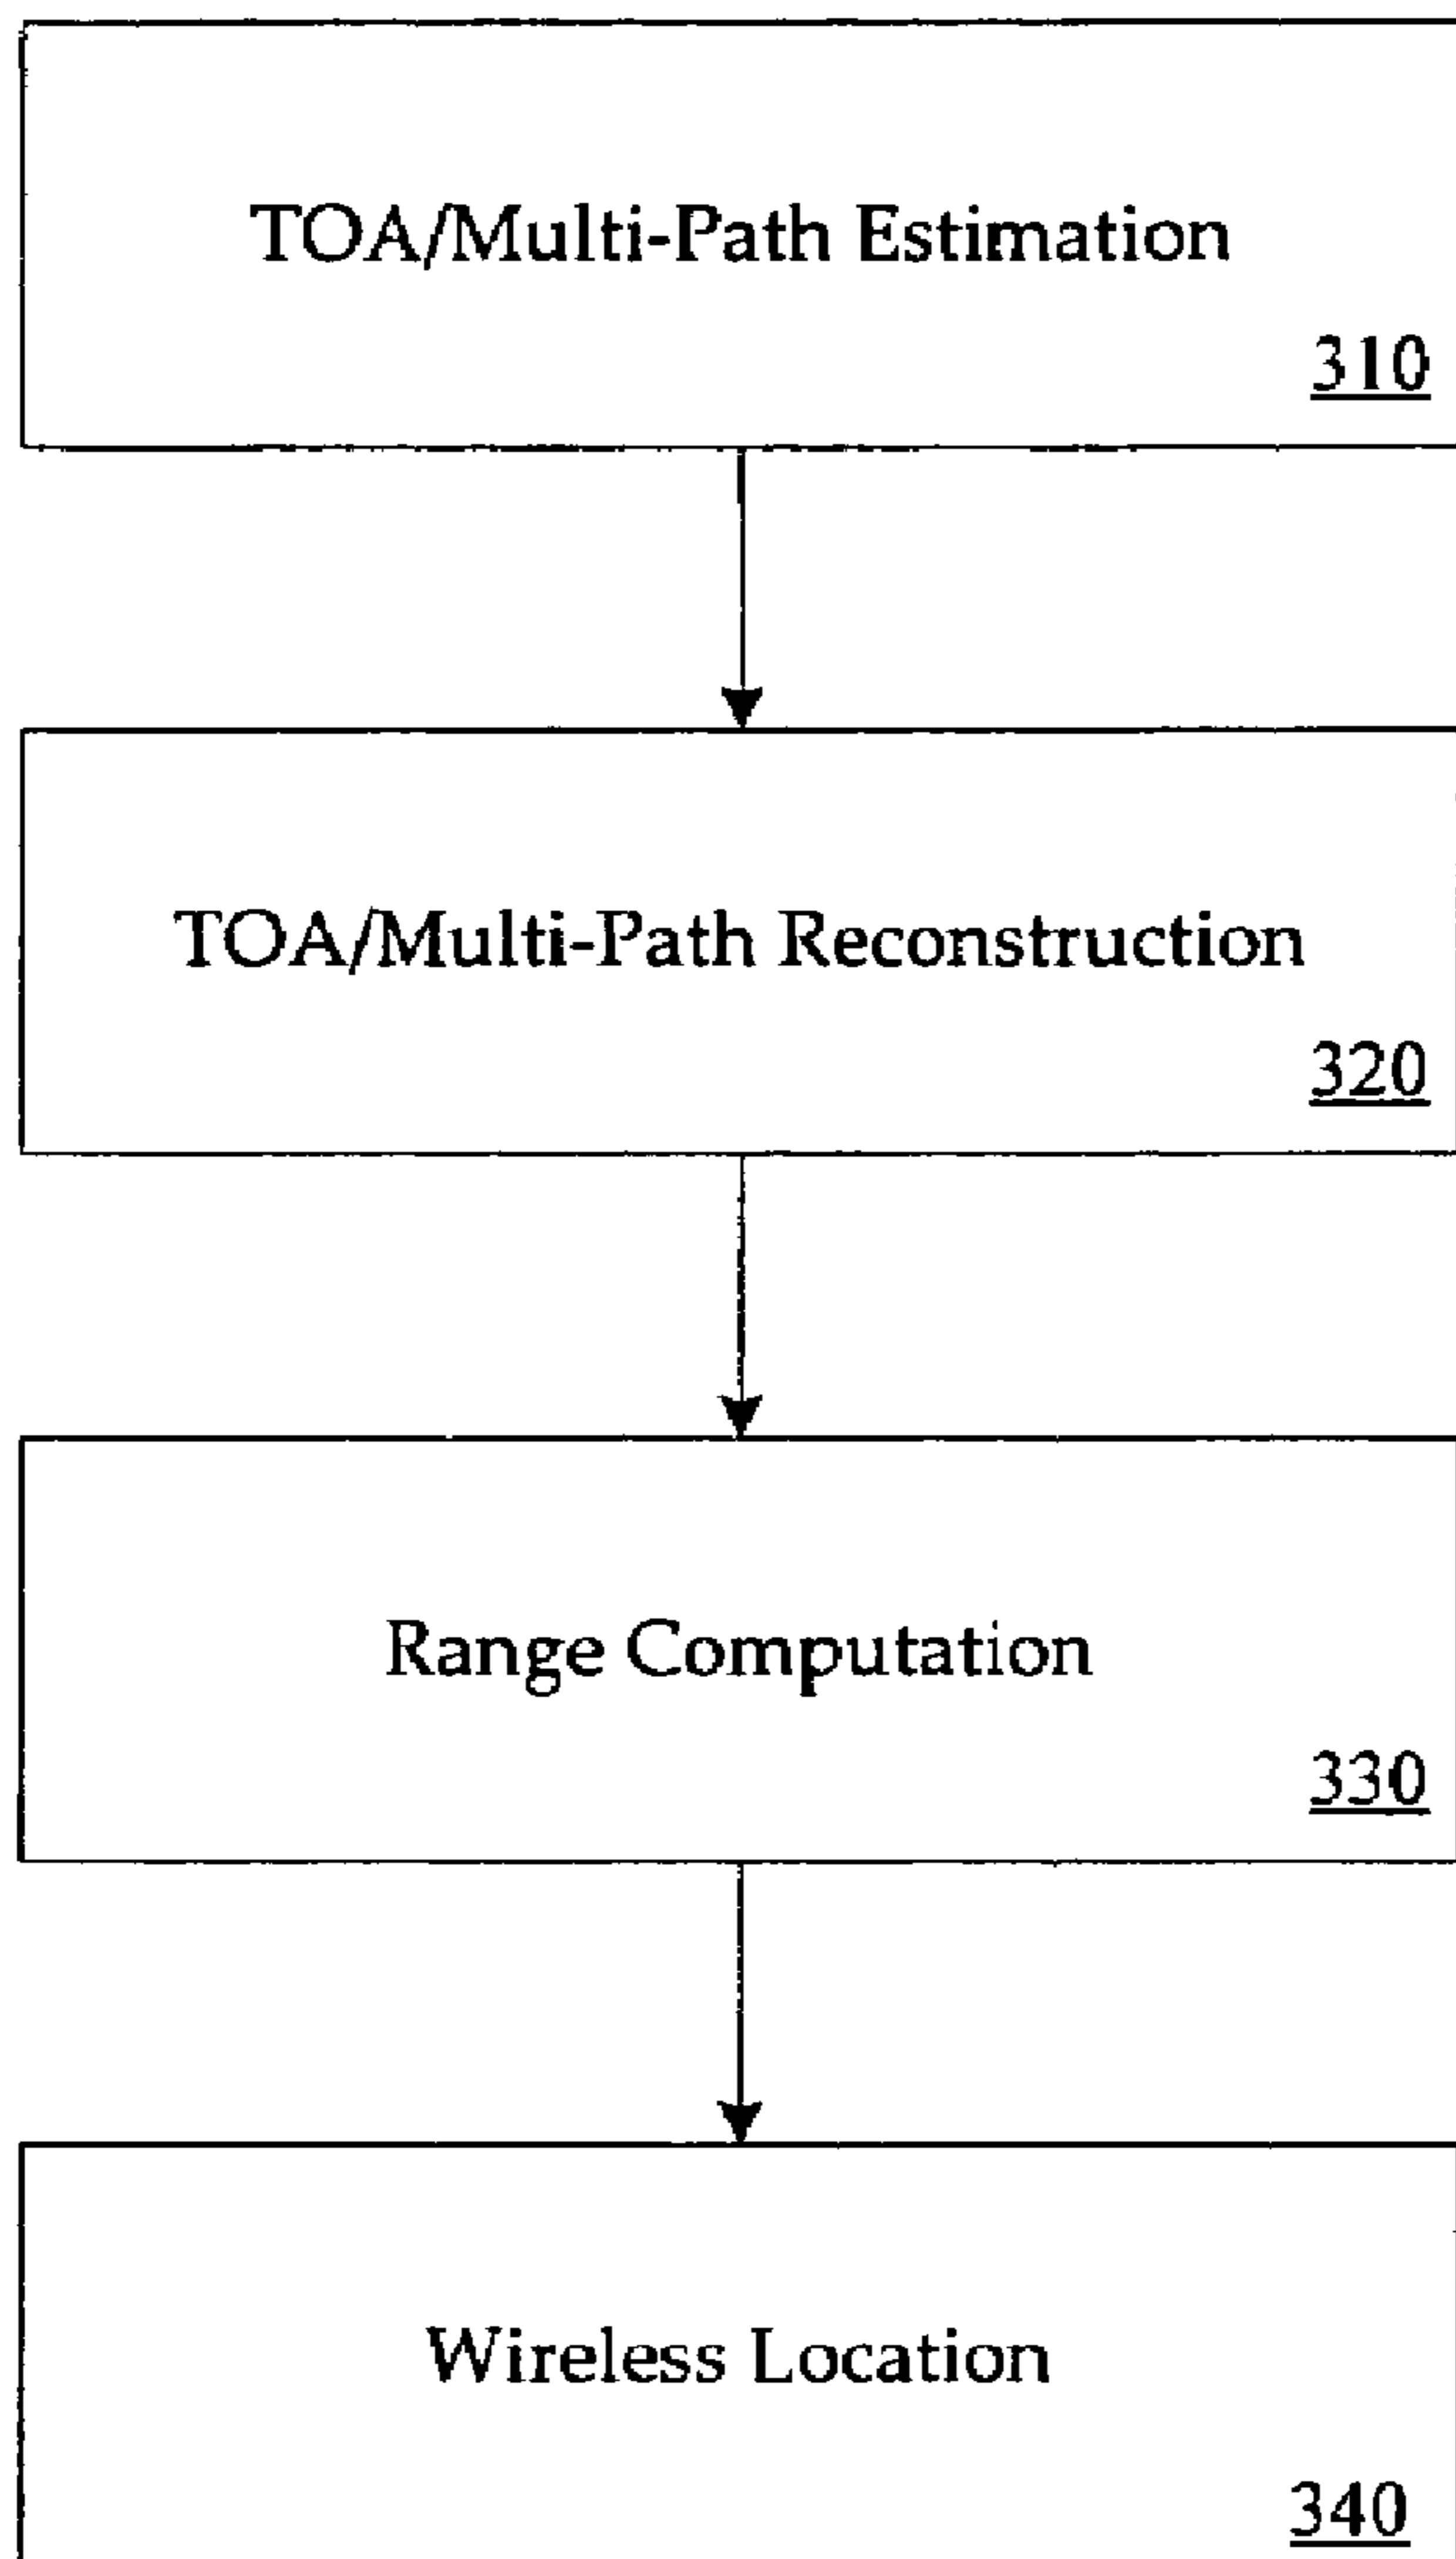 TOA/Multi-Path Estimation
310
TOA/Multi-Path Reconstruction
320
Range Computation
330
Wireless Location
340